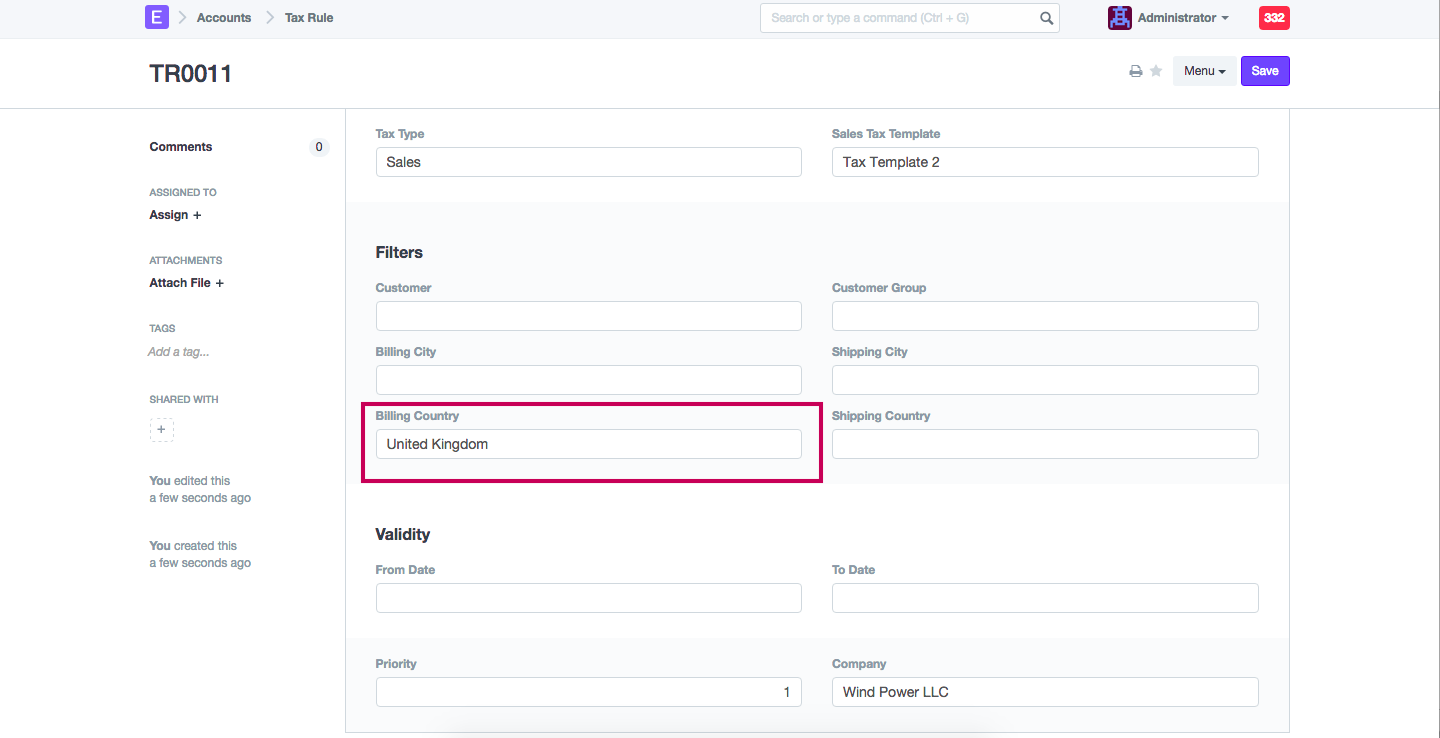 E Accounts Tax Rule Search or type a command (Ctrl + G) Administrator 332
TR0011 Menu Save
Comments 0
ASSIGNED TO
Assign +
ATTACHMENTS
Attach File +
TAGS
Add a tag...
SHARED WITH
+
You edited this
a few seconds ago
You created this
a few seconds ago
Tax Type Sales Tax Template
Sales Tax Template 2
Filters
Customer Customer Group
Billing City Shipping City
Billing Country Shipping Country
United Kingdom
Validity
From Date To Date
Priority Company
1 Wind Power LLC